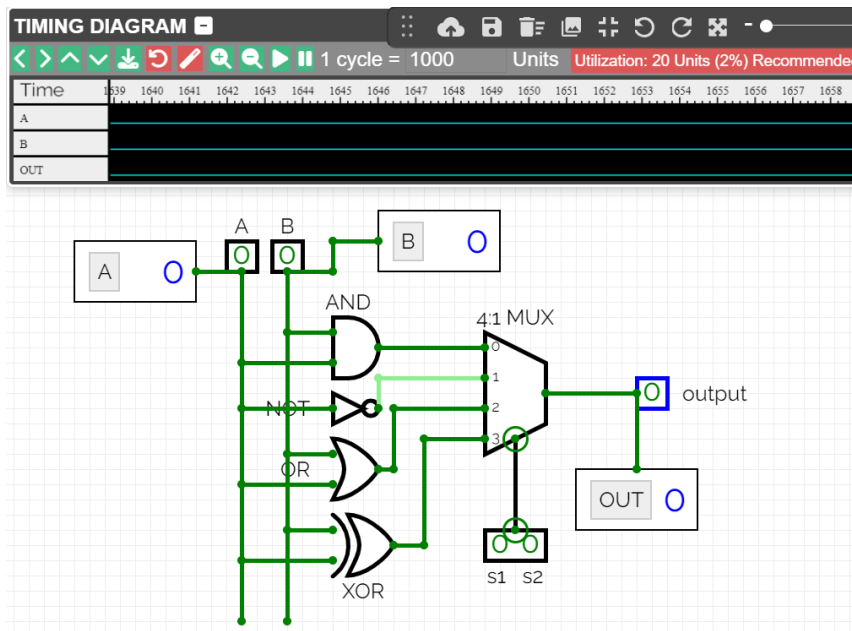 TIMING DIAGRAM
1 cycle = 1000 Units Utilization: 20 Units (2%) Recommende
Time 1639 1640 1641 1642 1643 1644 1645 1646 1647 1648 1649 1650 1651 1652 1653 1654 1655 1656 1657 1658
A
B
OUT
A B
A 0 0 0 B 0
AND
4:1 MUX
0
1
2
3
NOT
OR
0 output
OUT 0
0 0
s1 s2
XOR